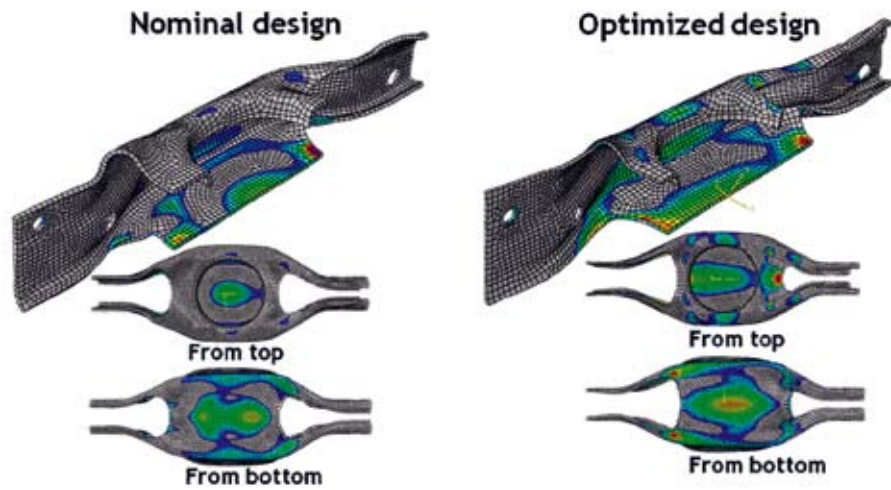 Nominal design
Optimized design
From top
From top
From bottom
From bottom